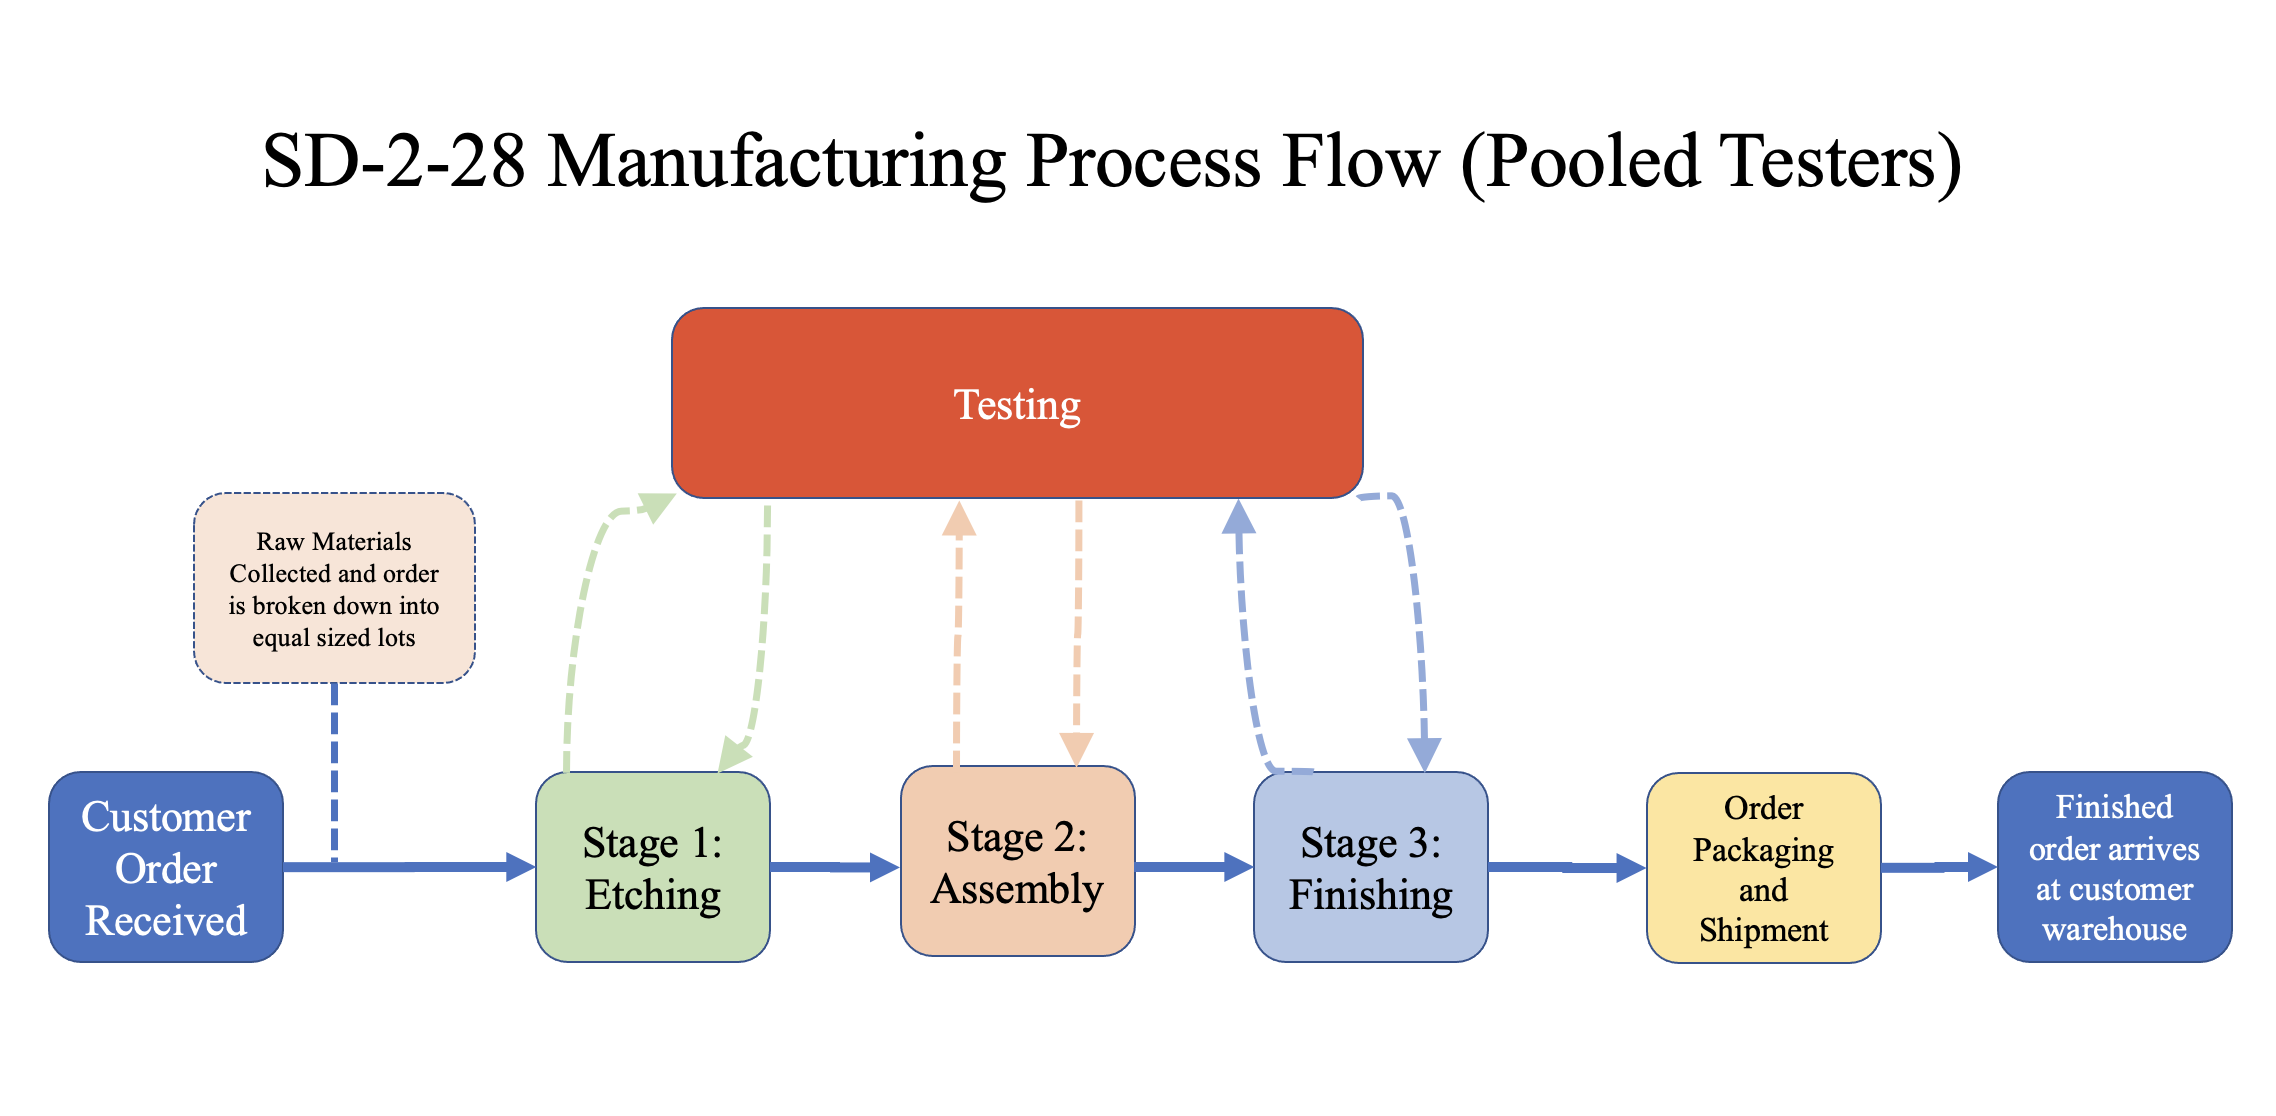 SD-2-28 Manufacturing Process Flow (Pooled Testers)
Testing
Raw Materials
Collected and order
is broken down into
equal sized lots
Customer
Order
Received
Stage 1:
Etching
Stage 2:
Assembly
Stage 3:
Finishing
Order
Packaging
and
Shipment
Finished
order arrives
at customer
warehouse